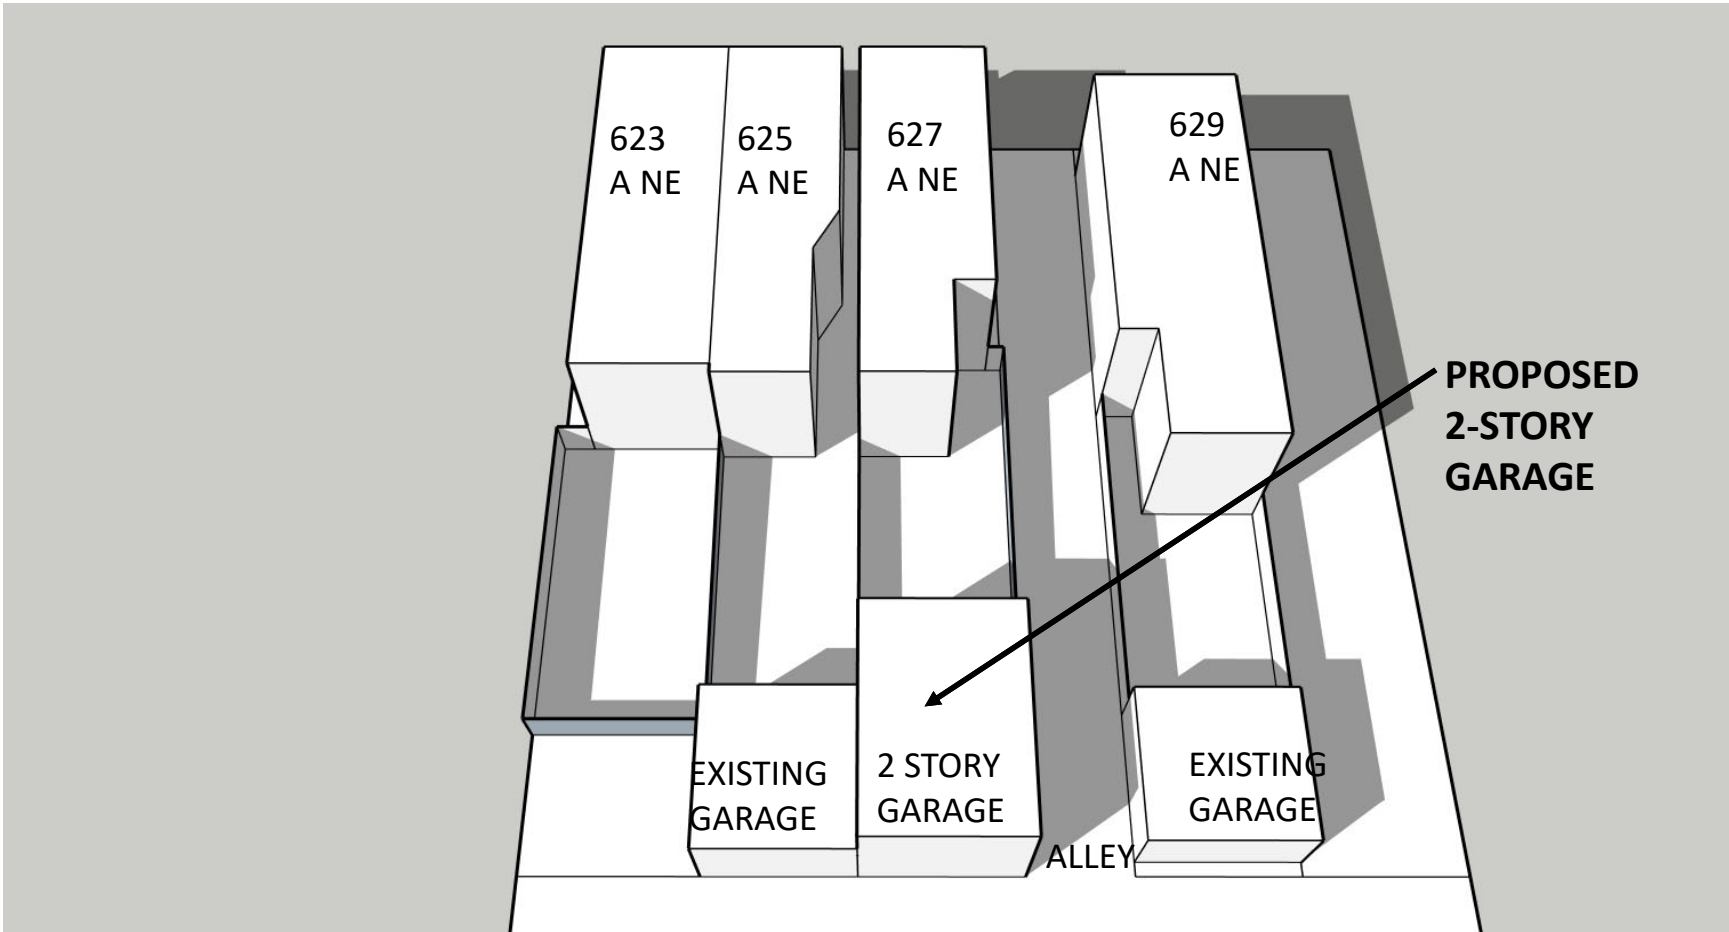 623
A NE
625
A NE
627
A NE
629
A NE
PROPOSED
2-STORY
GARAGE
EXISTING
GARAGE
2 STORY
GARAGE
EXISTING
GARAGE
ALLEY